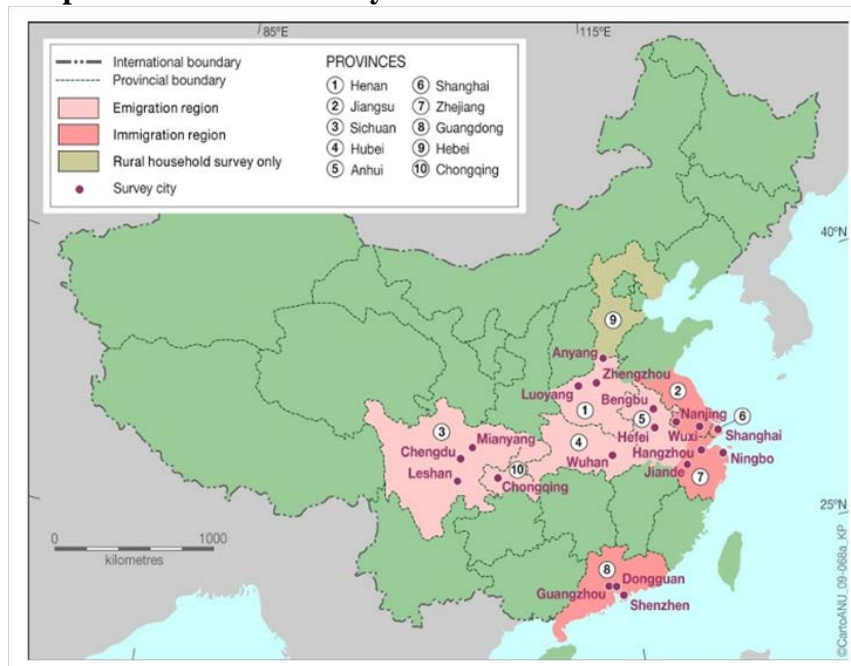 85°E
115°E
International boundary
Provincial boundary
Emigration region
Immigration region
Rural household survey only
Survey city
PROVINCES
1 Henan
2 Jiangsu
3 Sichuan
4 Hubei
5 Anhui
6 Shanghai
7 Zhejiang
8 Guangdong
9 Hebei
10 Chongqing
40°N
9
Anyang
Zhengzhou
Luoyang
Bengbu
2
Nanjing
6
1
5
3
Mianyang
4
Hefei
Wuxi
Shanghai
Chengdu
10
Wuhan
Hangzhou
Ningbo
Leshan
Chongqing
Jiande
7
25°N
0
1000
kilometres
8
Dongguan
Guangzhou
Shenzhen
©CartoANU_09-068a_KP